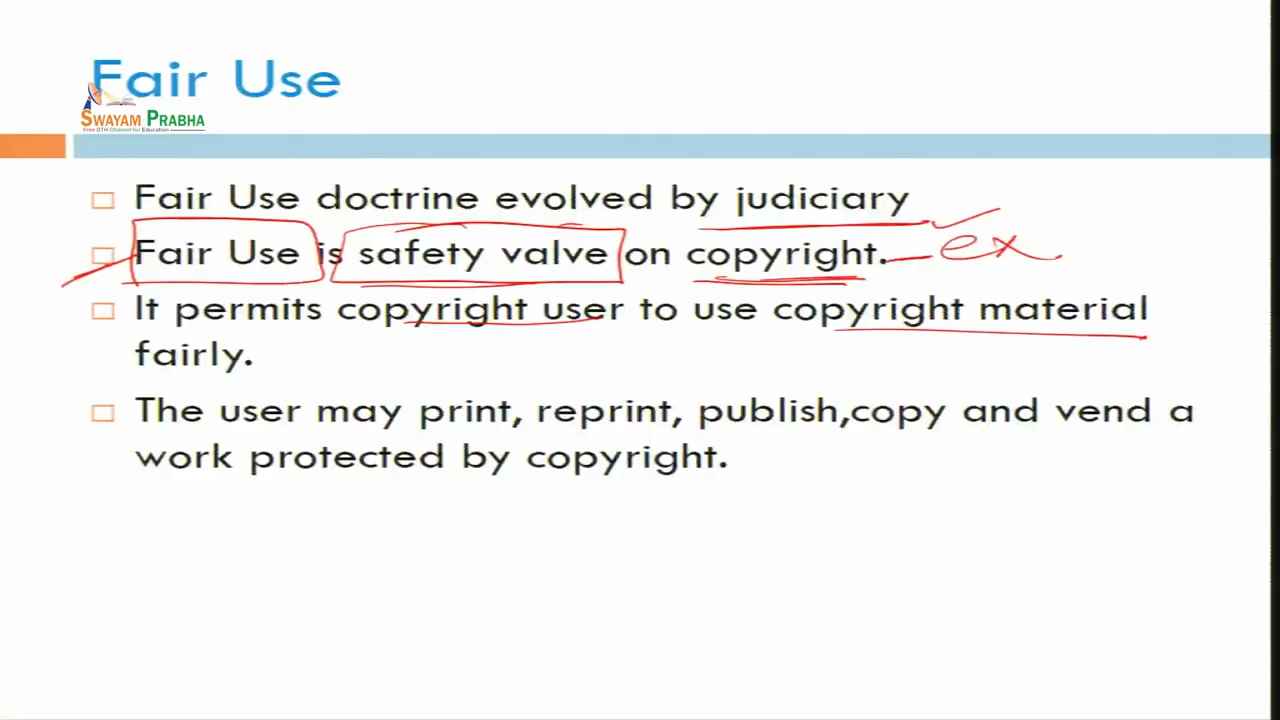 Fair Use
SWAYAM PRABHA
Free DTH Channel for Education
Fair Use doctrine evolved by judiciary
Fair Use is safety valve on copyright. ex
It permits copyright user to use copyright material
fairly.
The user may print, reprint, publish,copy and vend a
work protected by copyright.